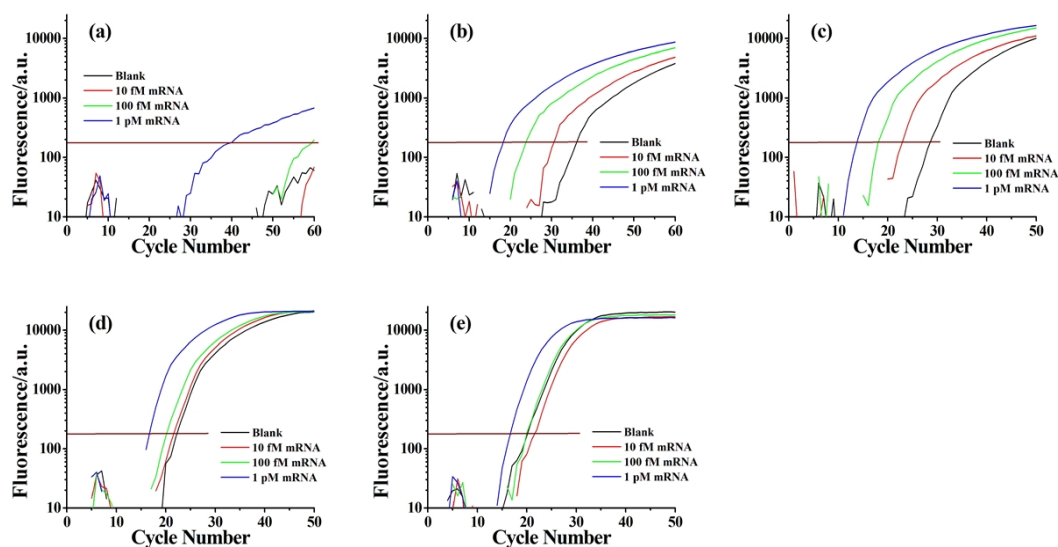 (a)
Fluorescence/a.u.
10000
1000
100
10
Blank
10 fM mRNA
100 fM mRNA
1 pM mRNA
0 10 20 30 40 50 60
Cycle Number
(b)
Fluorescence/a.u.
10000
1000
100
10
Blank
10 fM mRNA
100 fM mRNA
1 pM mRNA
0 10 20 30 40 50 60
Cycle Number
(c)
Fluorescence/a.u.
10000
1000
100
10
Blank
10 fM mRNA
100 fM mRNA
1 pM mRNA
0 10 20 30 40 50
Cycle Number
(d)
Fluorescence/a.u.
10000
1000
100
10
Blank
10 fM mRNA
100 fM mRNA
1 pM mRNA
0 10 20 30 40 50
Cycle Number
(e)
Fluorescence/a.u.
10000
1000
100
10
Blank
10 fM mRNA
100 fM mRNA
1 pM mRNA
0 10 20 30 40 50
Cycle Number